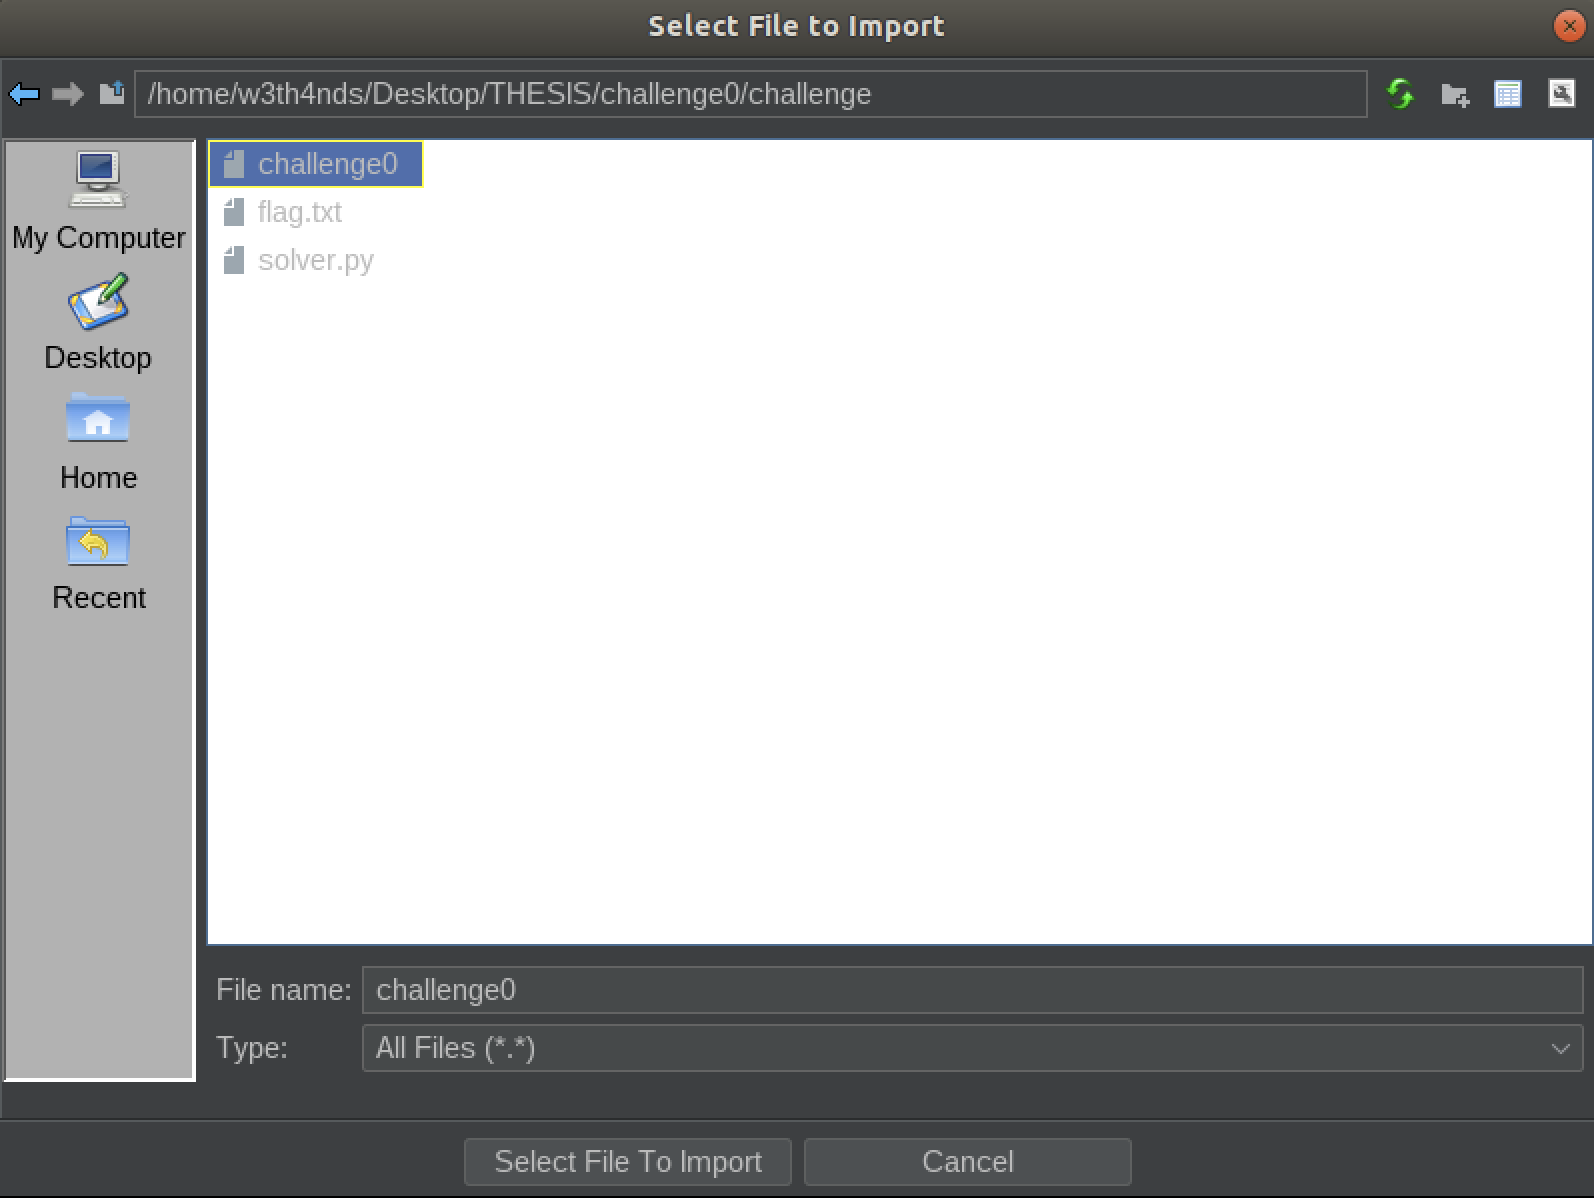 Select File to Import
/home/w3th4nds/Desktop/THESIS/challenge0/challenge
My Computer
Desktop
Home
Recent
challenge0
flag.txt
solver.py
File name: challenge0
Type: All Files (*.*)
Select File To Import Cancel